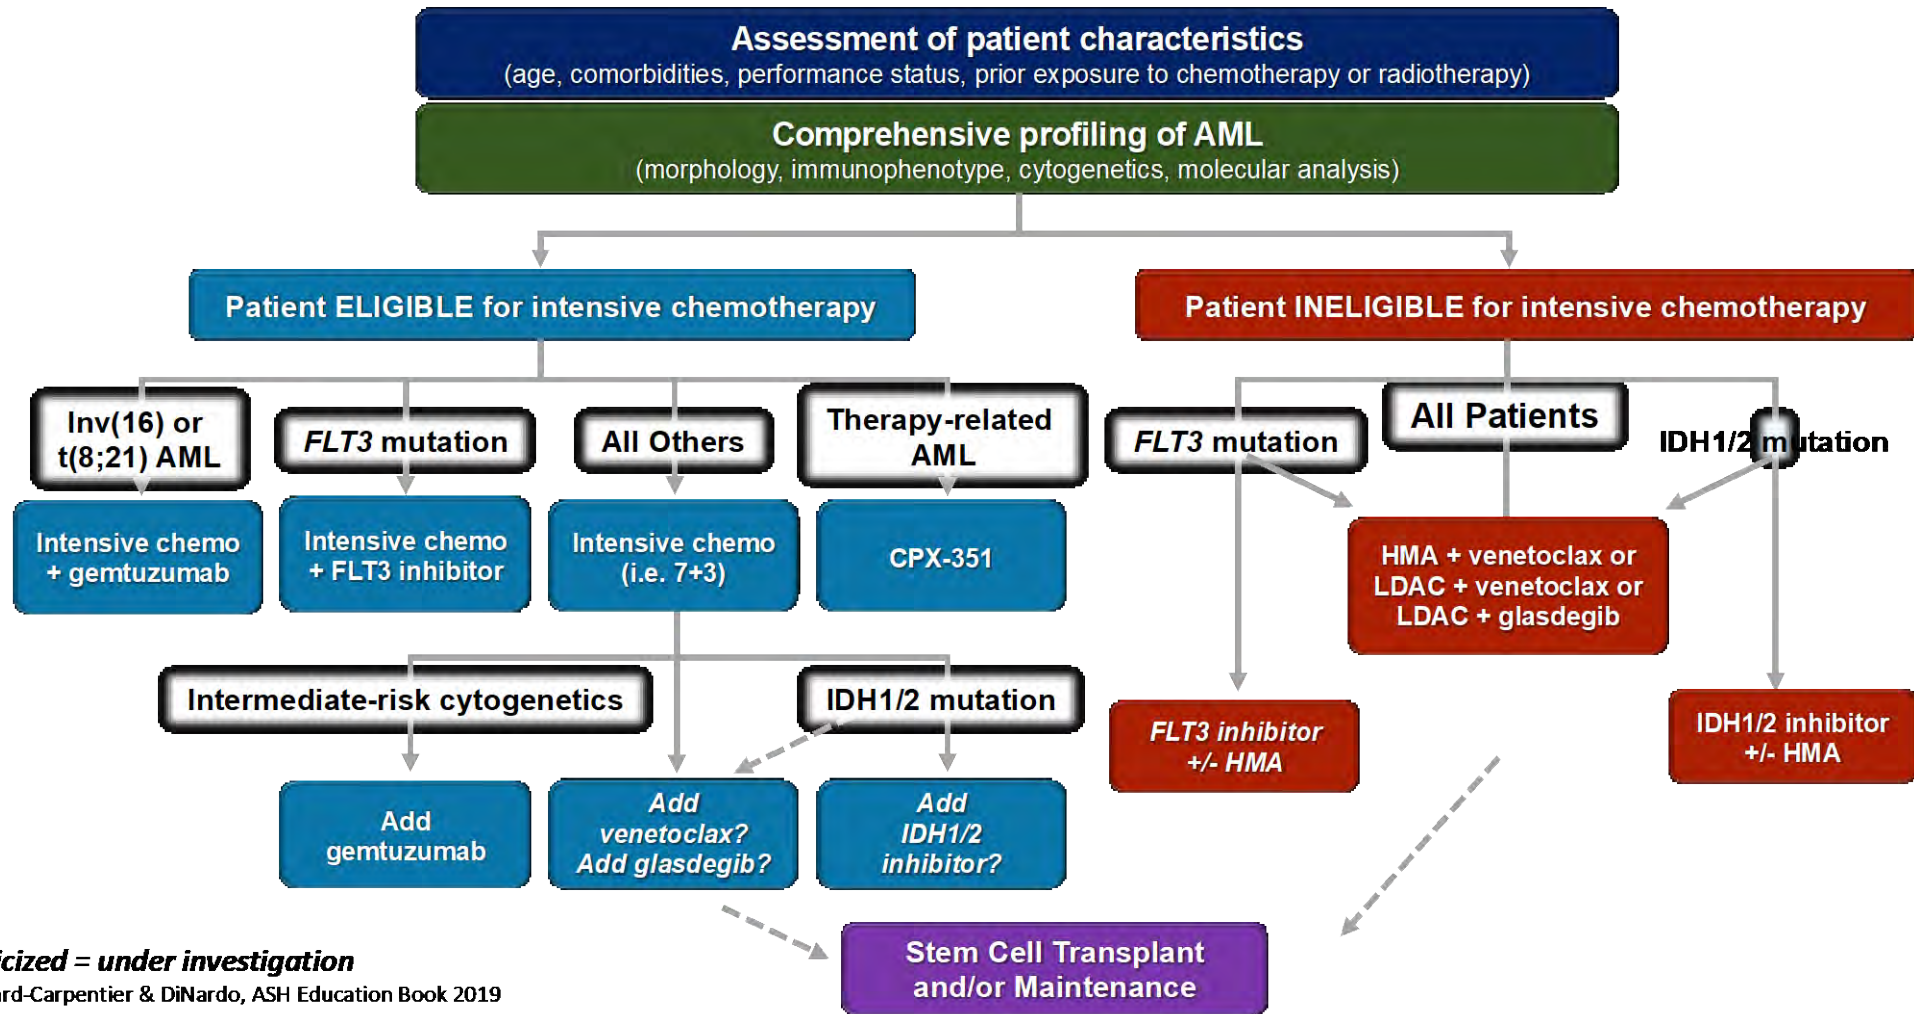 Assessment of patient characteristics
(age, comorbidities, performance status, prior exposure to chemotherapy or radiotherapy)
Comprehensive profiling of AML
(morphology, immunophenotype, cytogenetics, molecular analysis)
Patient ELIGIBLE for intensive chemotherapy
Patient INELIGIBLE for intensive chemotherapy
Inv(16) or
t(8;21) AML
FLT3 mutation
All Others
Therapy-related
AML
FLT3 mutation
All Patients
IDH1/2 mutation
Intensive chemo
+ gemtuzumab
Intensive chemo
+ FLT3 inhibitor
Intensive chemo
(i.e. 7+3)
CPX-351
HMA + venetoclax or
LDAC + venetoclax or
LDAC + glasdegib
Intermediate-risk cytogenetics
IDH1/2 mutation
FLT3 inhibitor
+/- HMA
IDH1/2 inhibitor
+/- HMA
Add
gemtuzumab
Add
venetoclax?
Add glasdegib?
Add
IDH1/2
inhibitor?
Stem Cell Transplant
and/or Maintenance
icized = under investigation
ard-Carpentier & DiNardo, ASH Education Book 2019